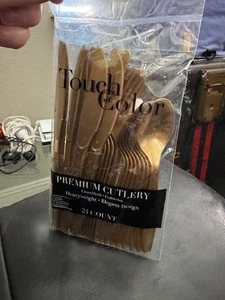 Touch
of Color
PREMIUM CUTLERY
Heavyweight • Elegant Design
24 COUNT